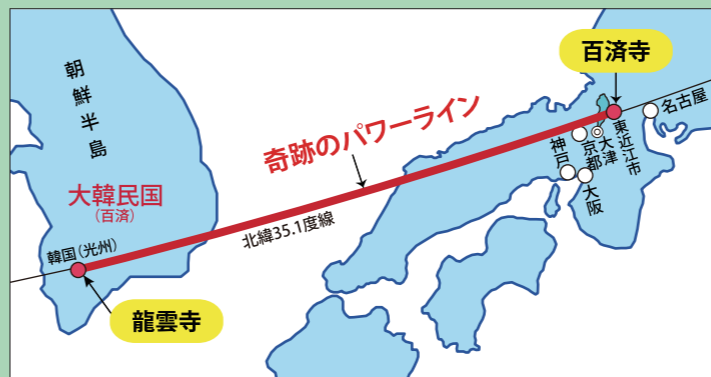 朝鮮半島
大韓民国
(百済)
韓国(光州)
龍雲寺
奇跡のパワーライン
北緯35.1度線
百済寺
名古屋
東近江市
大津
京都
神戸
大阪